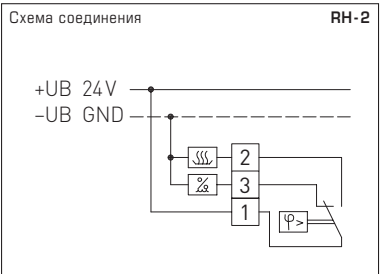 Схема соединения RH-2
+UB 24V
–UB GND
2
%
3
1
φ>